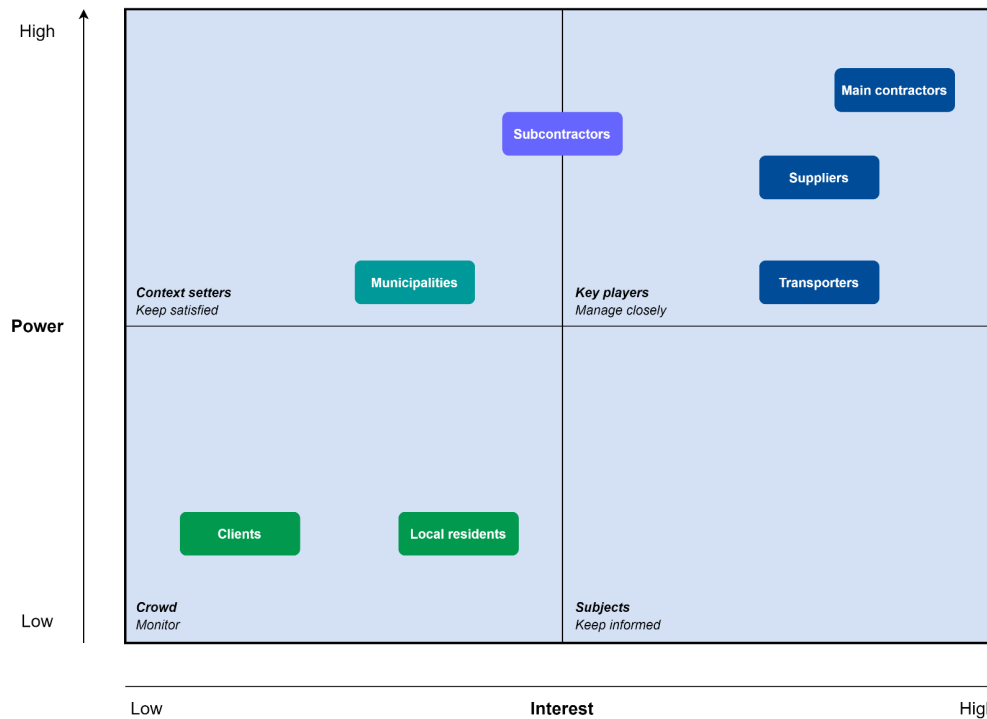 High
Main contractors
Subcontractors
Suppliers
Municipalities
Transporters
Context setters
Keep satisfied
Key players
Manage closely
Power
Clients
Local residents
Crowd
Monitor
Subjects
Keep informed
Low
Low
Interest
High